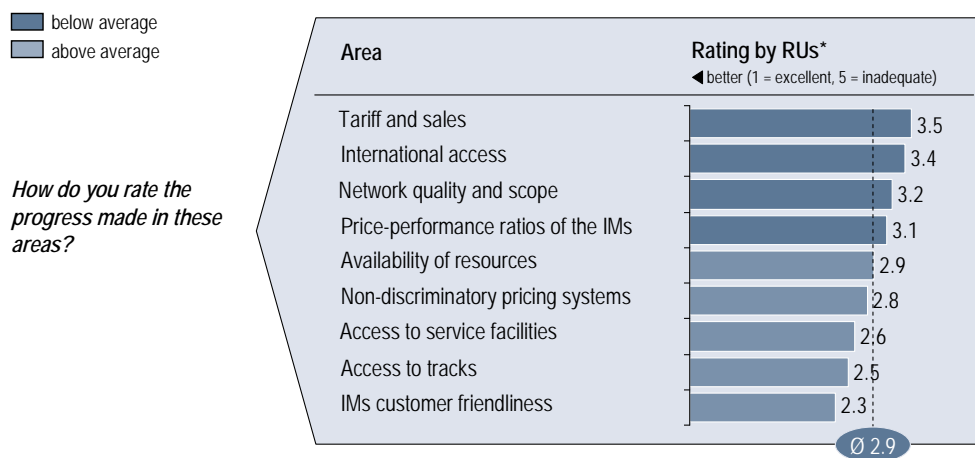 below average
above average
Area
Rating by RUs*
◀ better (1 = excellent, 5 = inadequate)
How do you rate the
progress made in these
areas?
Tariff and sales 3.5
International access 3.4
Network quality and scope 3.2
Price-performance ratios of the IMs 3.1
Availability of resources 2.9
Non-discriminatory pricing systems 2.8
Access to service facilities 2.6
Access to tracks 2.5
IMs customer friendliness 2.3
Ø 2.9